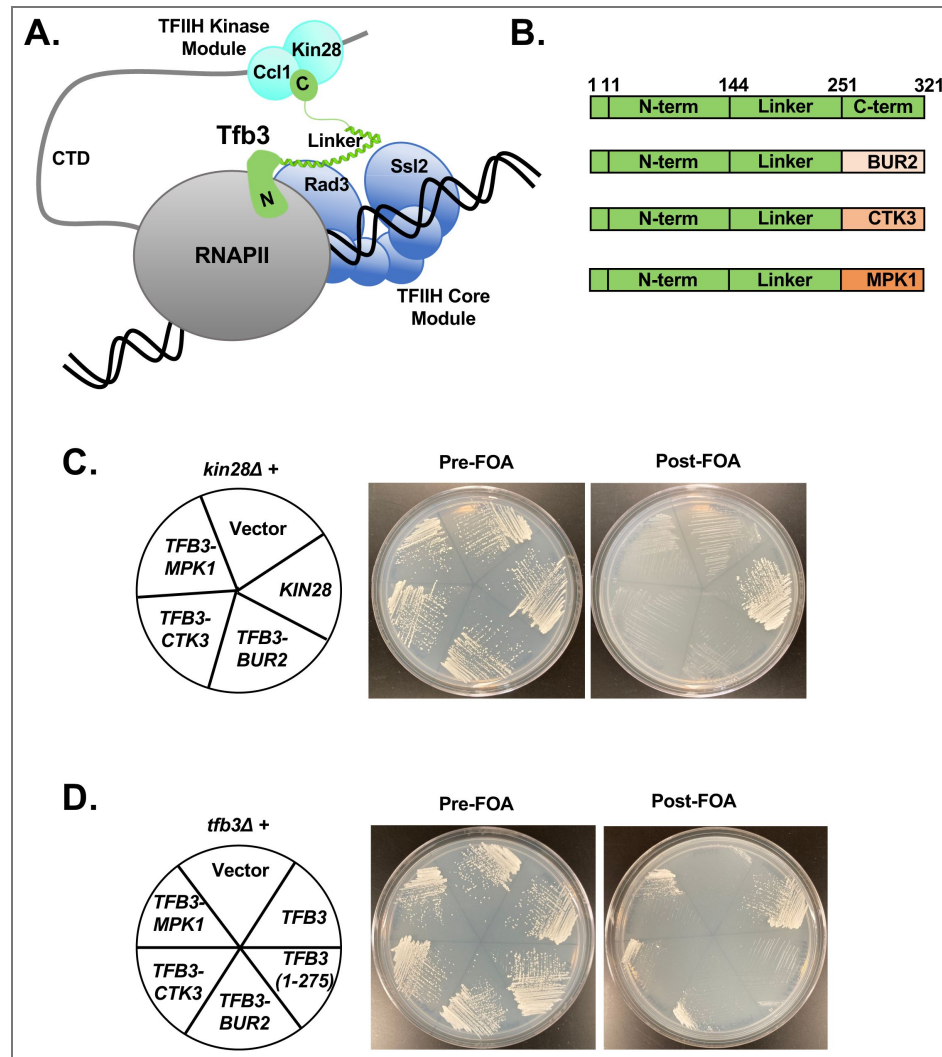 A.
TFIIH Kinase
Module
Kin28
Ccl1
C
Linker
Tfb3
CTD
N
Rad3
Ssl2
RNAPII
TFIIH Core
Module
B.
1 11 144 251 321
N-term Linker C-term
N-term Linker BUR2
N-term Linker CTK3
N-term Linker MPK1
C.
kin28Δ +
Vector
KIN28
TFB3-
BUR2
TFB3-
CTK3
TFB3-
MPK1
Pre-FOA
Post-FOA
D.
tfb3Δ +
Vector
TFB3
TFB3
(1-275)
TFB3-
BUR2
TFB3-
CTK3
TFB3-
MPK1
Pre-FOA
Post-FOA